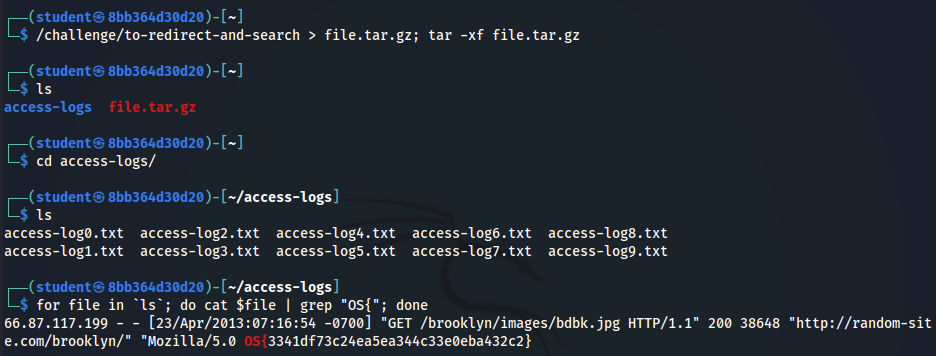 ┌──(student㉿8bb364d30d20)-[~]
└─$ /challenge/to-redirect-and-search > file.tar.gz; tar -xf file.tar.gz
┌──(student㉿8bb364d30d20)-[~]
└─$ ls
access-logs  file.tar.gz
┌──(student㉿8bb364d30d20)-[~]
└─$ cd access-logs/
┌──(student㉿8bb364d30d20)-[~/access-logs]
└─$ ls
access-log0.txt  access-log2.txt  access-log4.txt  access-log6.txt  access-log8.txt
access-log1.txt  access-log3.txt  access-log5.txt  access-log7.txt  access-log9.txt
┌──(student㉿8bb364d30d20)-[~/access-logs]
└─$ for file in `ls`; do cat $file | grep "OS{"; done
66.87.117.199 - - [23/Apr/2013:07:16:54 -0700] "GET /brooklyn/images/bdbk.jpg HTTP/1.1" 200 38648 "http://random-sit
e.com/brooklyn/" "Mozilla/5.0 OS{3341df73c24ea5ea344c33e0eba432c2}